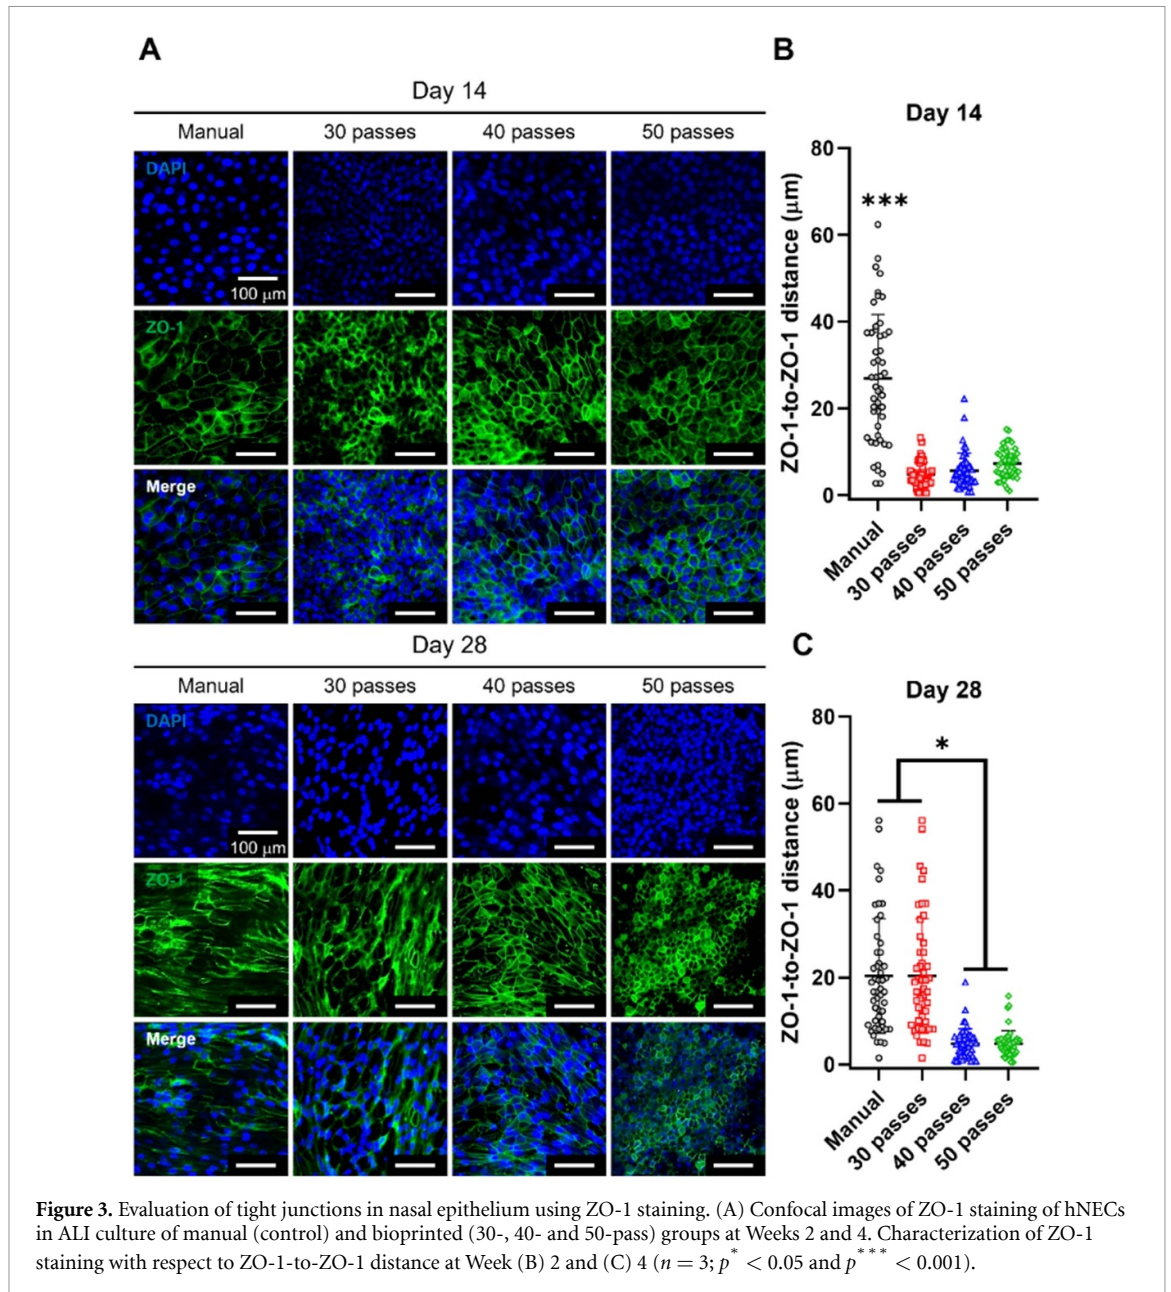 A
Day 14
Manual 30 passes 40 passes 50 passes
DAPI
100 μm
ZO-1
Merge
Day 28
Manual 30 passes 40 passes 50 passes
DAPI
100 μm
ZO-1
Merge
B
Day 14
ZO-1-to-ZO-1 distance (μm)
80
60
40
20
0
***
Manual
30 passes
40 passes
50 passes
C
Day 28
ZO-1-to-ZO-1 distance (μm)
80
60
40
20
0
*
Manual
30 passes
40 passes
50 passes
Figure 3. Evaluation of tight junctions in nasal epithelium using ZO-1 staining. (A) Confocal images of ZO-1 staining of hNECs
in ALI culture of manual (control) and bioprinted (30-, 40- and 50-pass) groups at Weeks 2 and 4. Characterization of ZO-1
staining with respect to ZO-1-to-ZO-1 distance at Week (B) 2 and (C) 4 (n = 3; p* < 0.05 and p*** < 0.001).